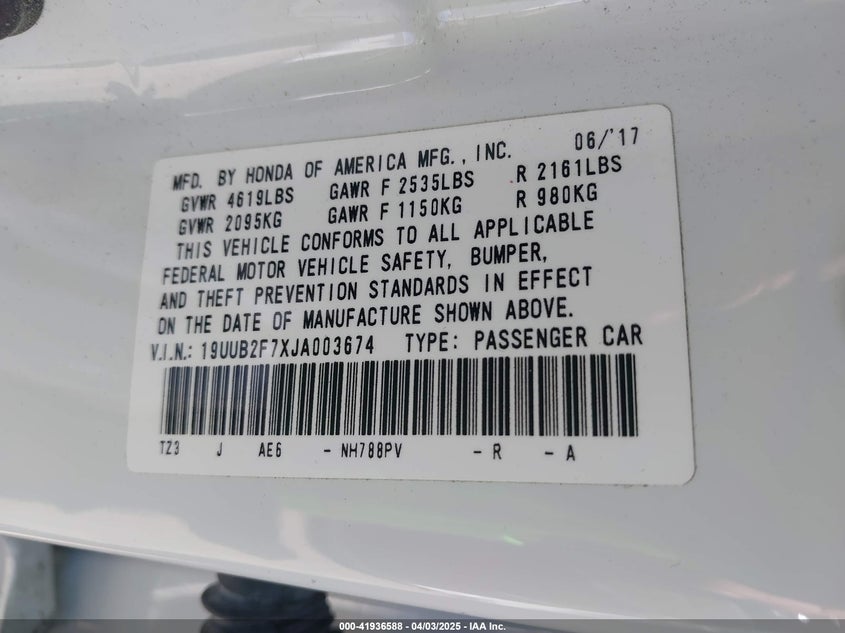 06/'17
MFD. BY HONDA OF AMERICA MFG., INC.
GVWR 4619LBS GAWR F 2535LBS R 2161LBS
GVWR 2095KG GAWR F 1150KG R 980KG
THIS VEHICLE CONFORMS TO ALL APPLICABLE
FEDERAL MOTOR VEHICLE SAFETY, BUMPER,
AND THEFT PREVENTION STANDARDS IN EFFECT
ON THE DATE OF MANUFACTURE SHOWN ABOVE.
V.I.N.: 19UUB2F7XJA003674 TYPE: PASSENGER CAR
TZ3 J AE6 - NH788PV - R - A
000-41936588 - 04/03/2025 - IAA Inc.